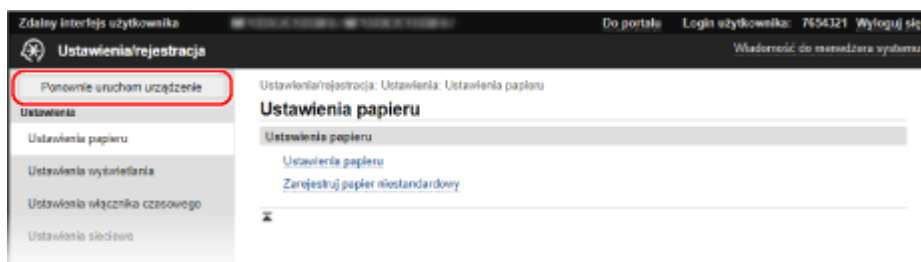 Zdalny interfejs użytkownika
Do portalu Login użytkownika: 7654321 Wyloguj się
Ustawienia/rejestracja
Wiadomość do menedżera systemu
Ponownie uruchom urządzenie
Ustawienia/rejestracja: Ustawienia: Ustawienia papieru
Ustawienia
Ustawienia papieru
Ustawienia papieru
Ustawienia papieru
Ustawienia papieru
Zarejestruj papier niestandardowy
Ustawienia wyświetlania
Ustawienia włącznika czasowego
Ustawienia sieciowe